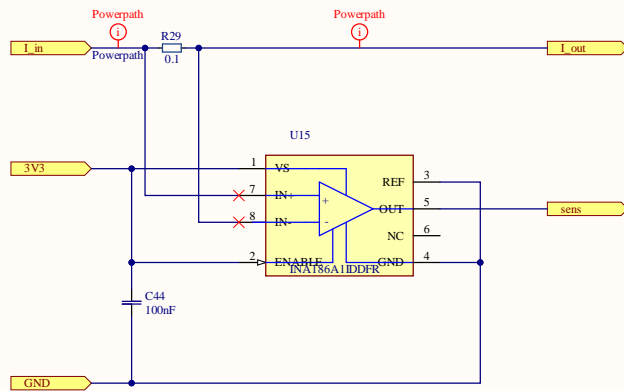 Powerpath
Powerpath
i
i
R29
I_in
I_out
Powerpath
0.1
U15
3V3
1
VS
REF
3
7
IN+
+
OUT
5
sens
8
IN-
-
NC
6
2
ENABLE
GND
4
INA186A1IDDFR
C44
100nF
GND